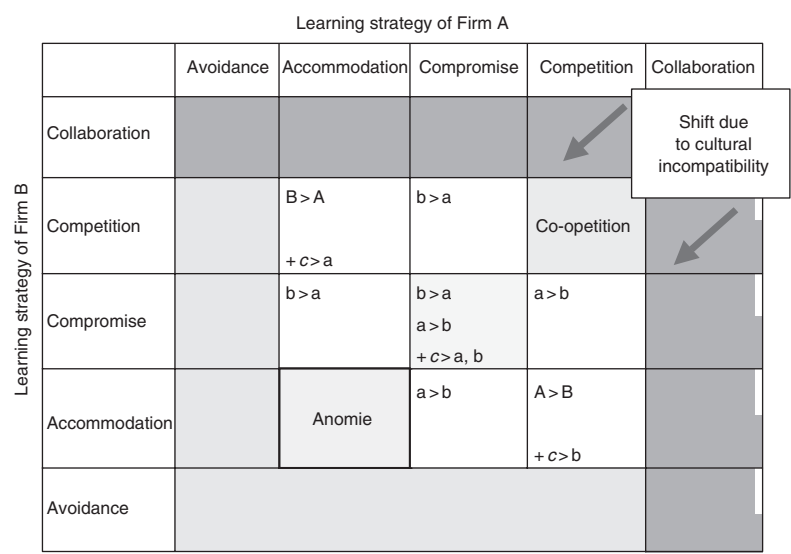 Learning strategy of Firm A
Avoidance Accommodation Compromise Competition Collaboration
Collaboration
Shift due
to cultural
incompatibility
Learning strategy of Firm B
Competition
B > A
+ c > a
b > a
Co-opetition
Compromise
b > a
b > a
a > b
+ c > a, b
a > b
Accommodation
Anomie
a > b
A > B
+ c > b
Avoidance